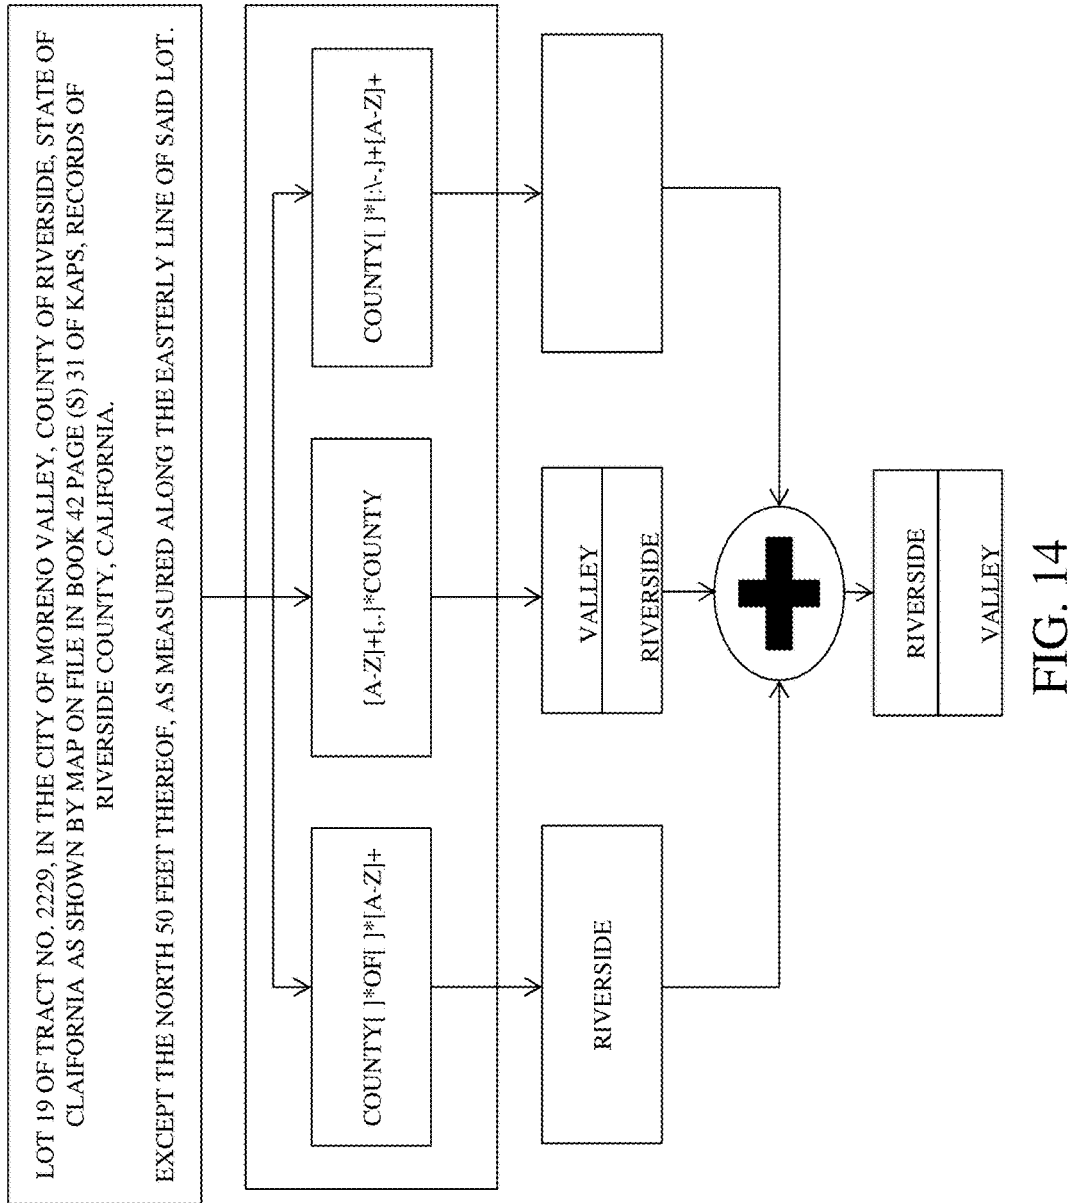 LOT 19 OF TRACT NO. 2229, IN THE CITY OF MORENO VALLEY, COUNTY OF RIVERSIDE, STATE OF
CLAIFORNIA AS SHOWN BY MAP ON FILE IN BOOK 42 PAGE (S) 31 OF KAPS, RECORDS OF
RIVERSIDE COUNTY, CALIFORNIA.
EXCEPT THE NORTH 50 FEET THEREOF, AS MEASURED ALONG THE EASTERLY LINE OF SAID LOT.
COUNTY[ ]*OF[ ]*[A-Z]+
[A-Z]+[,.]*COUNTY
COUNTY[ ]*[:\-.]+[A-Z]+
RIVERSIDE
VALLEY
RIVERSIDE
RIVERSIDE
VALLEY
FIG. 14